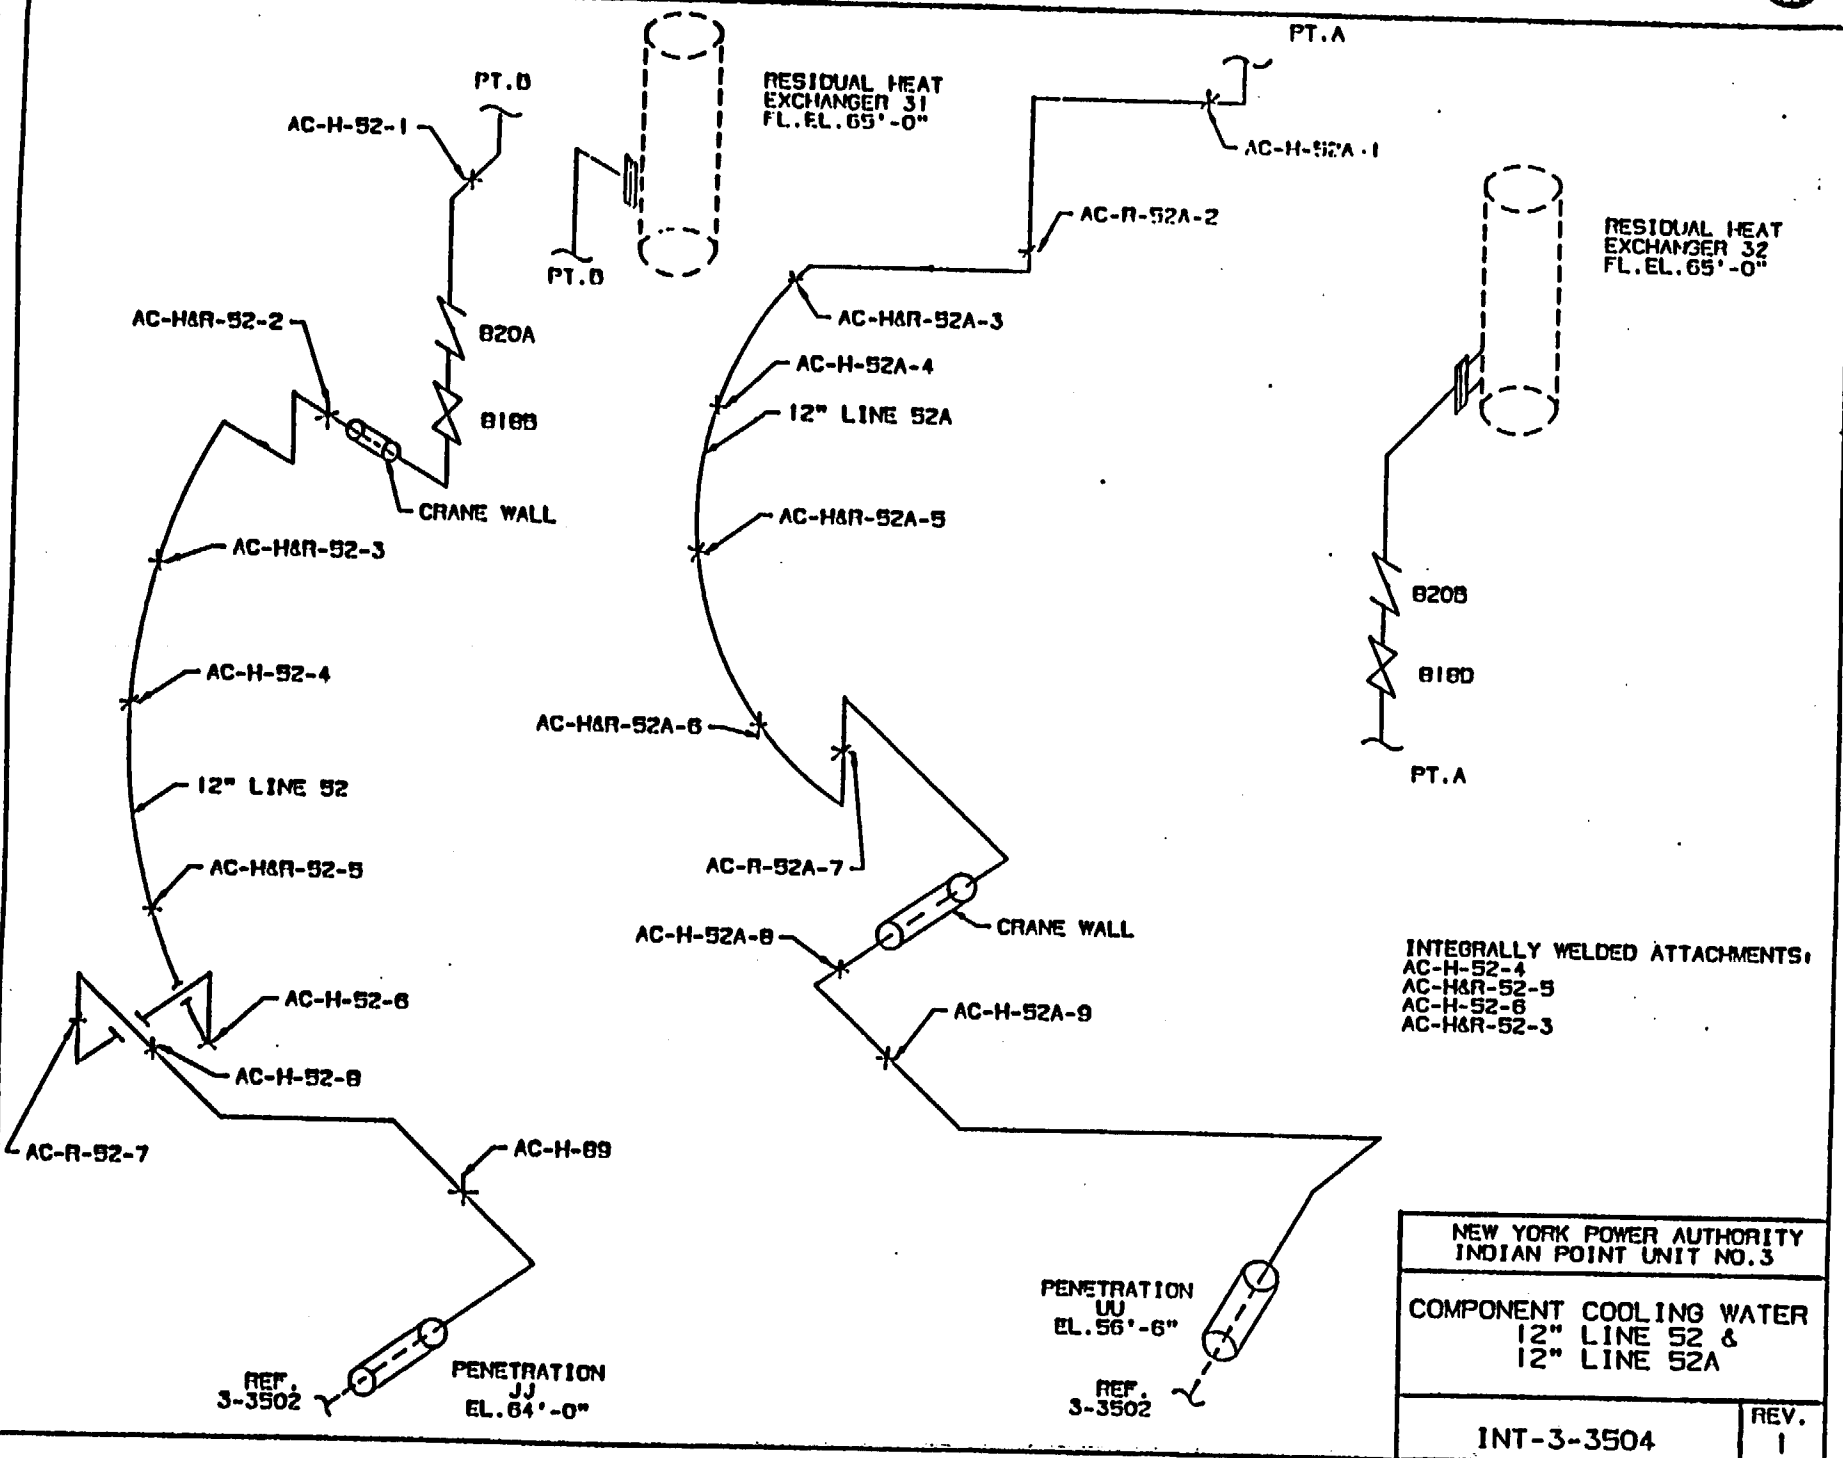 PT.A
PT.B
RESIDUAL HEAT
EXCHANGER 31
FL.EL.65'-0"
AC-H-52-1
AC-H-52A-1
AC-R-52A-2
RESIDUAL HEAT
EXCHANGER 32
FL.EL.65'-0"
PT.B
AC-H&R-52-2
820A
AC-H&R-52A-3
AC-H-52A-4
12" LINE 52A
818B
CRANE WALL
AC-H&R-52A-5
AC-H&R-52-3
820B
AC-H-52-4
818D
AC-H&R-52A-6
PT.A
12" LINE 52
AC-H&R-52-5
AC-R-52A-7
CRANE WALL
AC-H-52A-8
INTEGRALLY WELDED ATTACHMENTS:
AC-H-52-4
AC-H&R-52-5
AC-H-52-6
AC-H&R-52-3
AC-H-52-6
AC-H-52A-9
AC-H-52-8
AC-R-52-7
AC-H-89
NEW YORK POWER AUTHORITY
INDIAN POINT UNIT NO.3
COMPONENT COOLING WATER
12" LINE 52 &
12" LINE 52A
INT-3-3504
REV.
1
PENETRATION
UU
EL.56'-6"
REF.
3-3502
PENETRATION
JJ
EL.64'-0"
REF.
3-3502